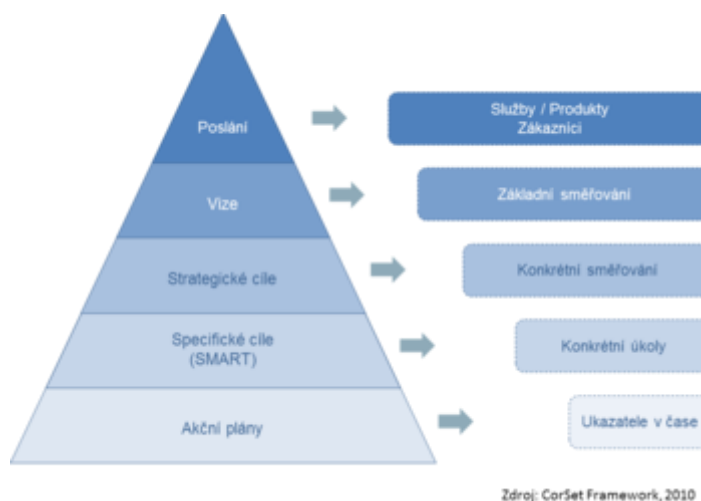 Poslání
Služby / Produkty
Zákazníci
Vize
Základní směřování
Strategické cíle
Konkrétní směřování
Specifické cíle
(SMART)
Konkrétní úkoly
Akční plány
Ukazatele v čase
Zdroj: CorSet Framework, 2010